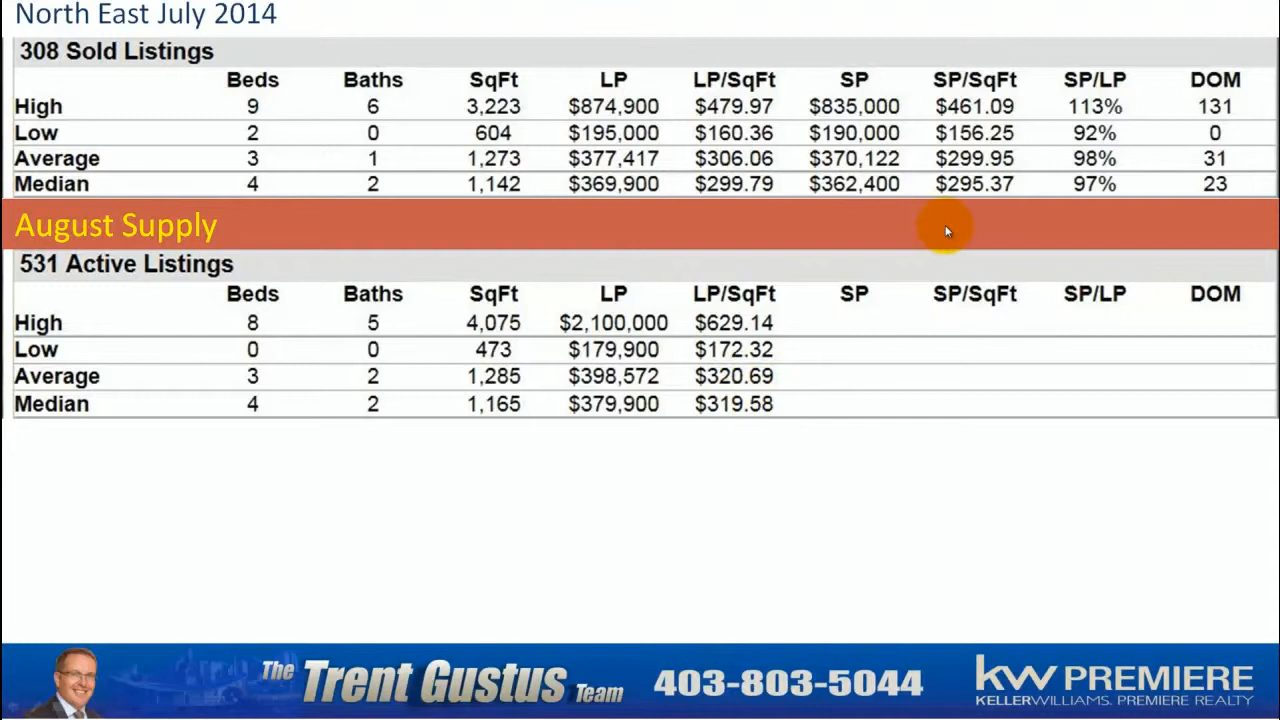 North East July 2014
308 Sold Listings
Beds Baths SqFt LP LP/SqFt SP SP/SqFt SP/LP DOM
High 9 6 3,223 $874,900 $479.97 $835,000 $461.09 113% 131
Low 2 0 604 $195,000 $160.36 $190,000 $156.25 92% 0
Average 3 1 1,273 $377,417 $306.06 $370,122 $299.95 98% 31
Median 4 2 1,142 $369,900 $299.79 $362,400 $295.37 97% 23
August Supply
531 Active Listings
Beds Baths SqFt LP LP/SqFt SP SP/SqFt SP/LP DOM
High 8 5 4,075 $2,100,000 $629.14
Low 0 0 473 $179,900 $172.32
Average 3 2 1,285 $398,572 $320.69
Median 4 2 1,165 $379,900 $319.58
The Trent Gustus Team 403-803-5044 kw PREMIERE
KELLERWILLIAMS. PREMIERE REALTY